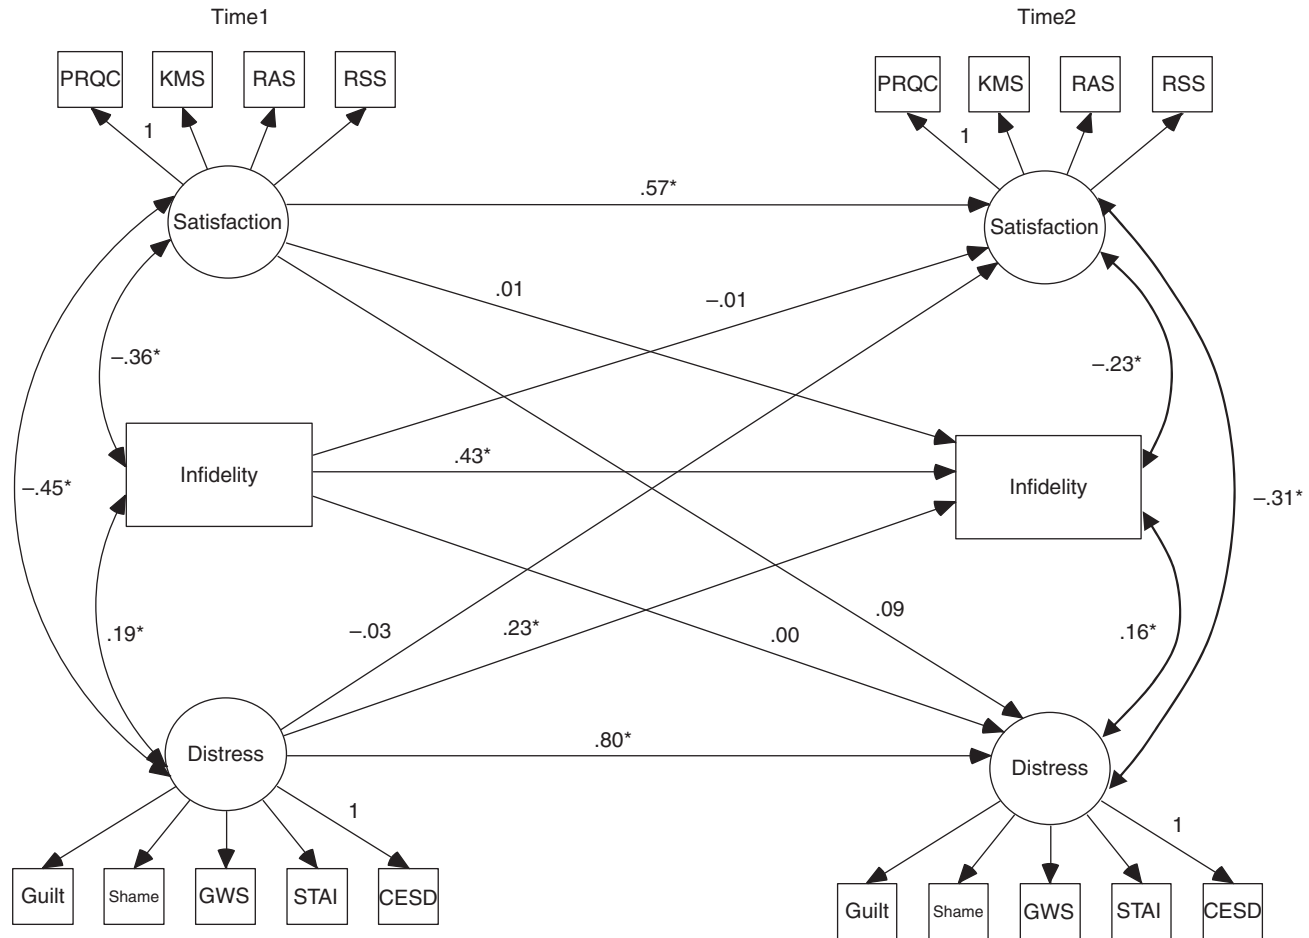 Time1 Time2
PRQC KMS RAS RSS PRQC KMS RAS RSS
1 1
.57*
Satisfaction Satisfaction
.01 –.01
–.36* –.23*
.43*
Infidelity Infidelity
–.45* –.31*
.09
–.03 .23* .00
.19* .16*
.80*
Distress Distress
1 1
Guilt Shame GWS STAI CESD Guilt Shame GWS STAI CESD